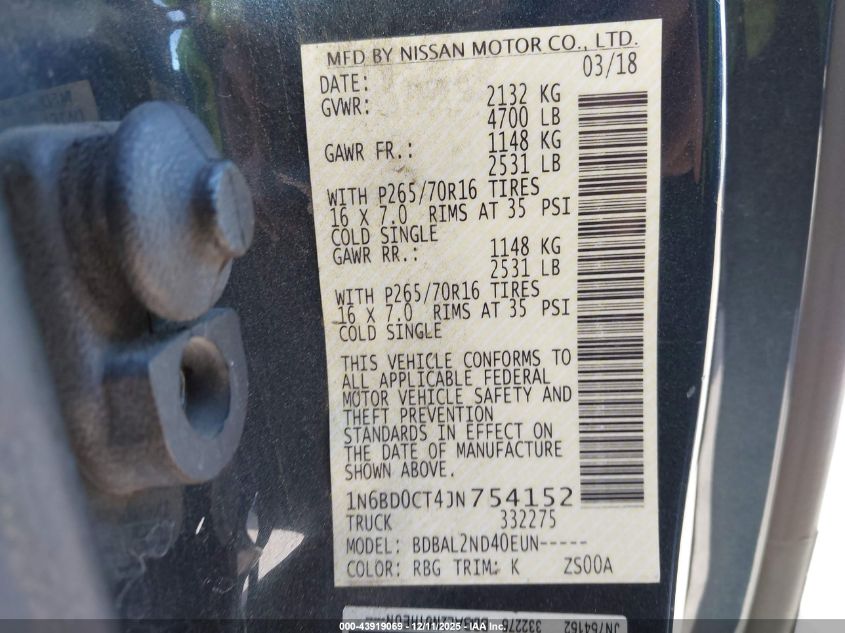 MFD BY NISSAN MOTOR CO., LTD.
DATE: 03/18
GVWR: 2132 KG
4700 LB
GAWR FR.: 1148 KG
2531 LB
WITH P265/70R16 TIRES
16 X 7.0 RIMS AT 35 PSI
COLD SINGLE
GAWR RR.: 1148 KG
2531 LB
WITH P265/70R16 TIRES
16 X 7.0 RIMS AT 35 PSI
COLD SINGLE
THIS VEHICLE CONFORMS TO
ALL APPLICABLE FEDERAL
MOTOR VEHICLE SAFETY AND
THEFT PREVENTION
STANDARDS IN EFFECT ON
THE DATE OF MANUFACTURE
SHOWN ABOVE.
1N6BD0CT4JN754152
TRUCK 332275
MODEL: BDBAL2ND40EUN-----
COLOR: RBG TRIM: K ZS00A
000-43919069 - 12/11/2025 - IAA, Inc.